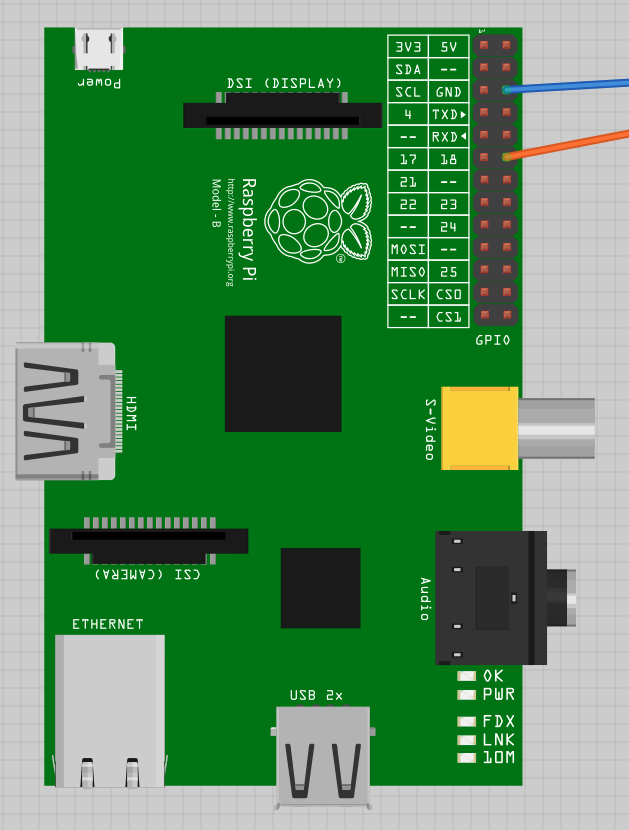 Power
DSI (DISPLAY)
3V3 5V
SDA --
SCL GND
4 TXD
-- RXD
17 18
21 --
22 23
-- 24
MOSI --
MISO 25
SCLK CS0
-- CS1
GPIO
Raspberry Pi
http://www.raspberrypi.org
Model - B
TM
HDMI
S-Video
CSI (CAMERA)
Audio
ETHERNET
USB 2x
OK
PWR
FDX
LNK
10M